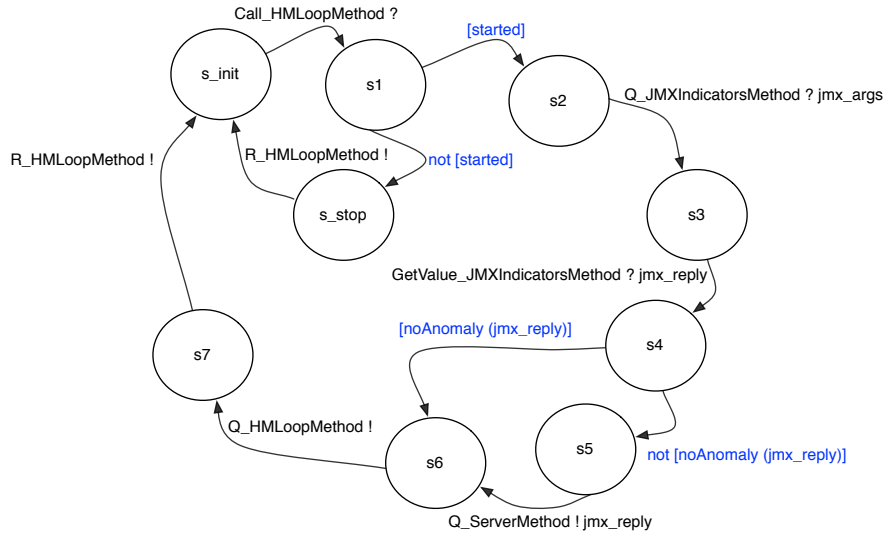 Call_HMLoopMethod ?
[started]
s_init
s1
s2
Q_JMXIndicatorsMethod ? jmx_args
R_HMLoopMethod !
R_HMLoopMethod !
not [started]
s_stop
s3
GetValue_JMXIndicatorsMethod ? jmx_reply
[noAnomaly (jmx_reply)]
s4
s7
Q_HMLoopMethod !
s6
s5
not [noAnomaly (jmx_reply)]
Q_ServerMethod ! jmx_reply